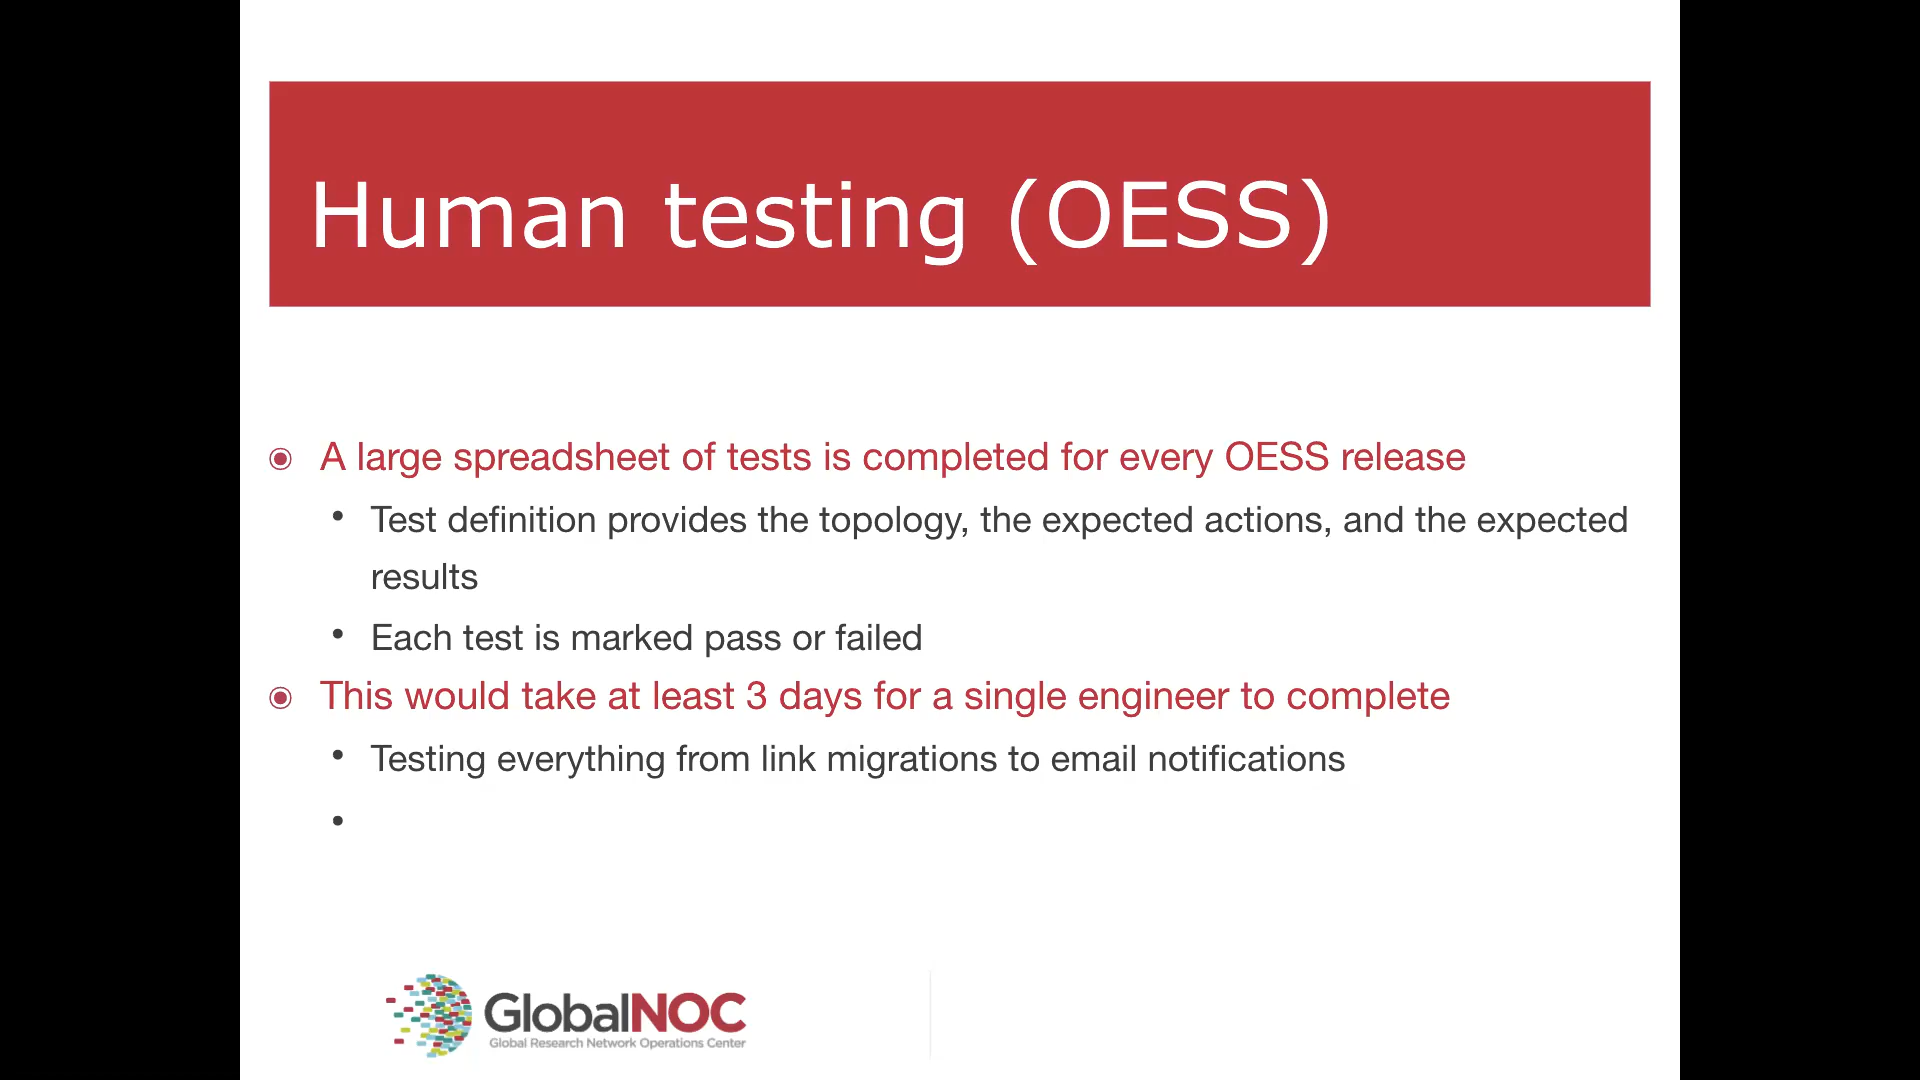 Human testing (OESS)
A large spreadsheet of tests is completed for every OESS release
Test definition provides the topology, the expected actions, and the expected
results
Each test is marked pass or failed
This would take at least 3 days for a single engineer to complete
Testing everything from link migrations to email notifications
GlobalNOC
Global Research Network Operations Center